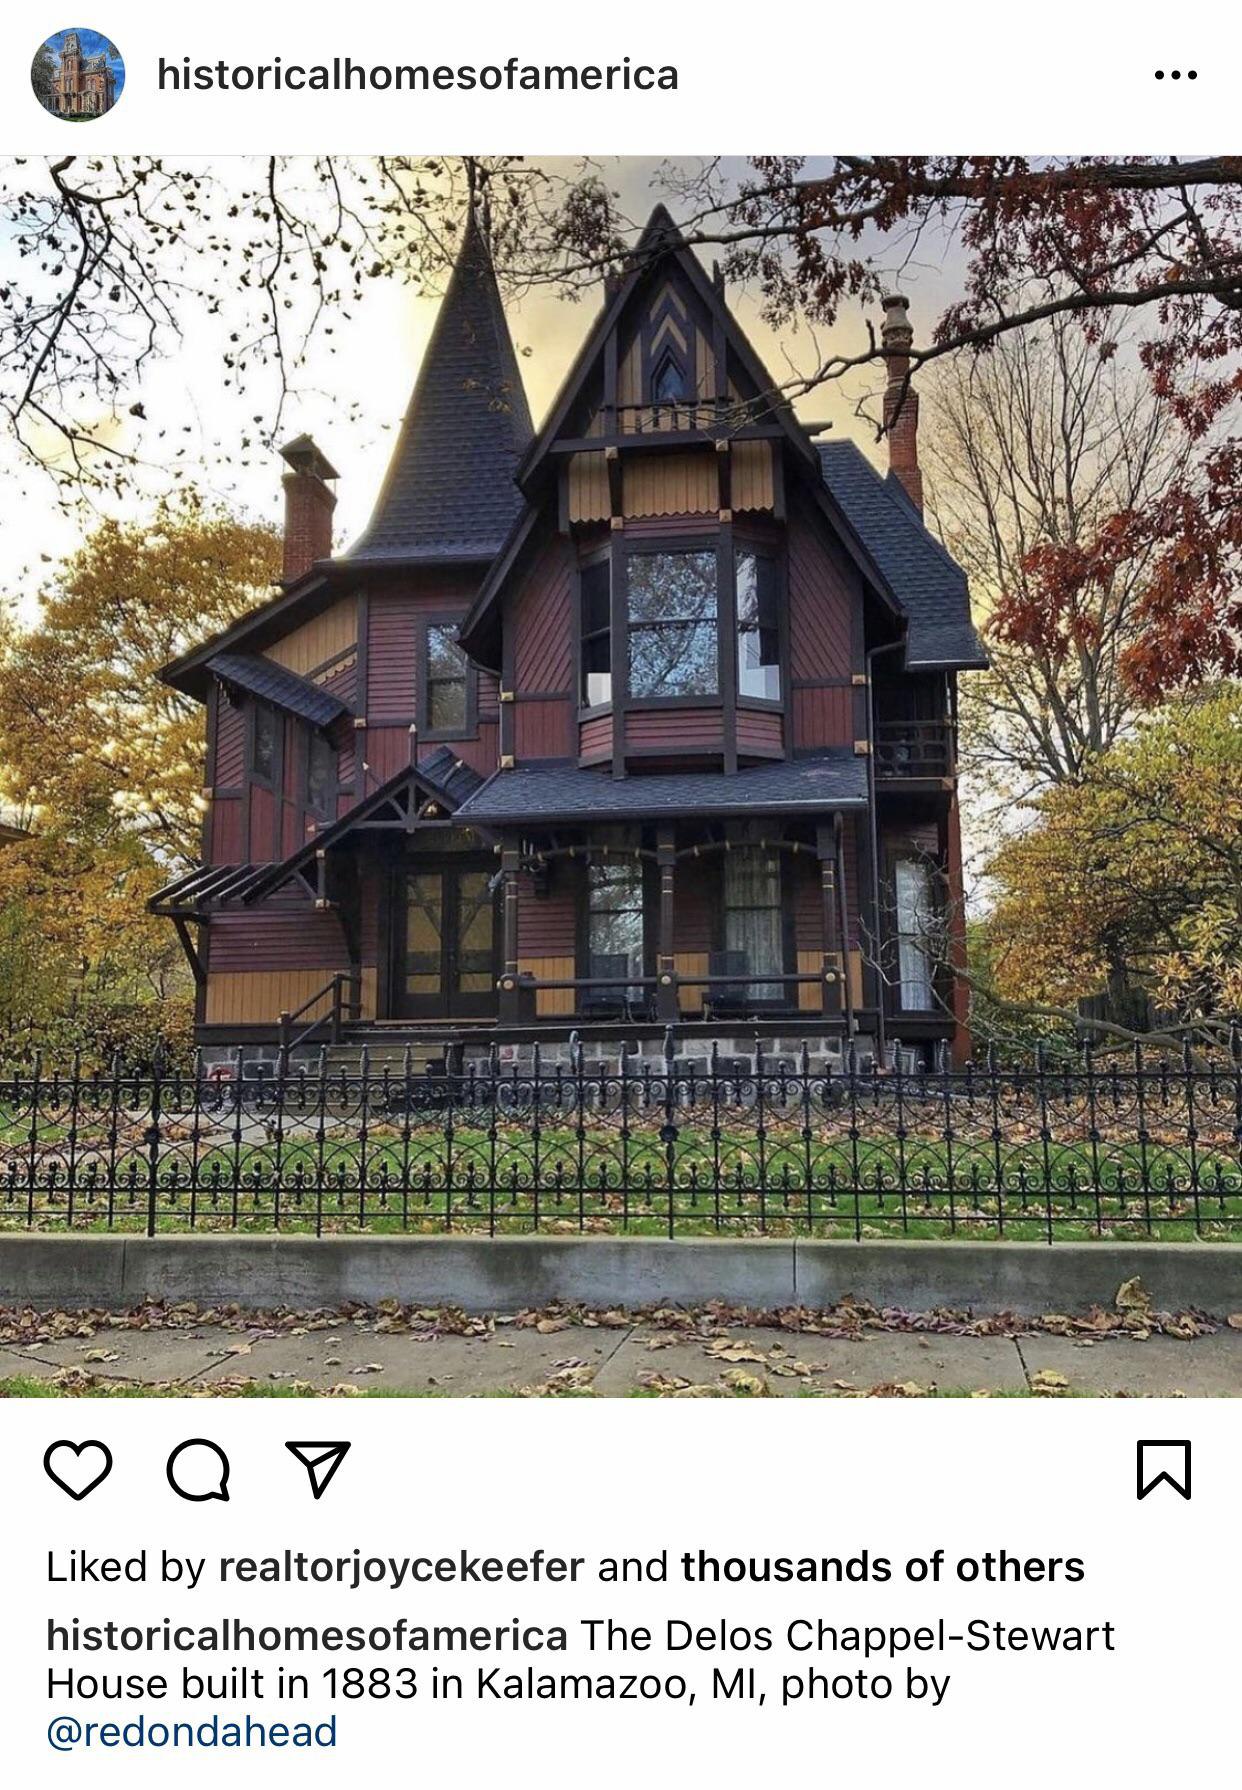 historicalhomesofamerica
Liked by realtorjoycekeefer and thousands of others
historicalhomesofamerica The Delos Chappel-Stewart
House built in 1883 in Kalamazoo, MI, photo by
@redondahead